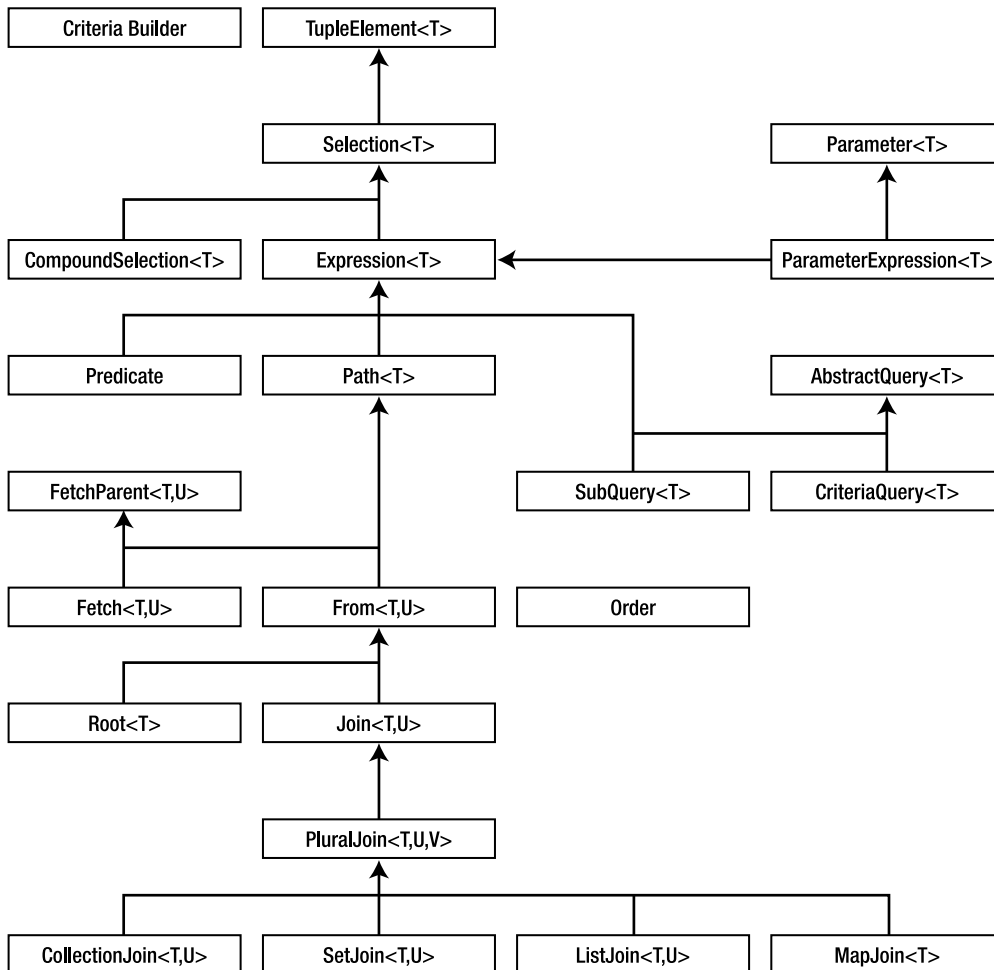 Criteria Builder
TupleElement<T>
Selection<T>
Parameter<T>
CompoundSelection<T>
Expression<T>
ParameterExpression<T>
Predicate
Path<T>
AbstractQuery<T>
FetchParent<T,U>
SubQuery<T>
CriteriaQuery<T>
Fetch<T,U>
From<T,U>
Order
Root<T>
Join<T,U>
PluralJoin<T,U,V>
CollectionJoin<T,U>
SetJoin<T,U>
ListJoin<T,U>
MapJoin<T>